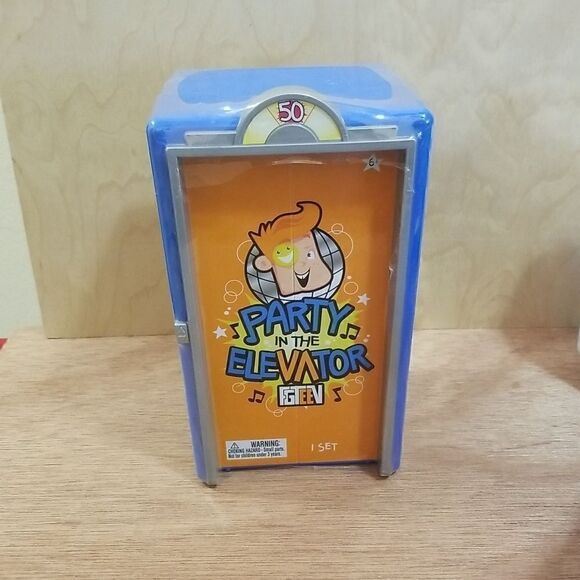 50
6+
PARTY
IN THE
ELEVATOR
FGTEEV
WARNING:
CHOKING HAZARD - Small parts.
Not for children under 3 years.
1 SET